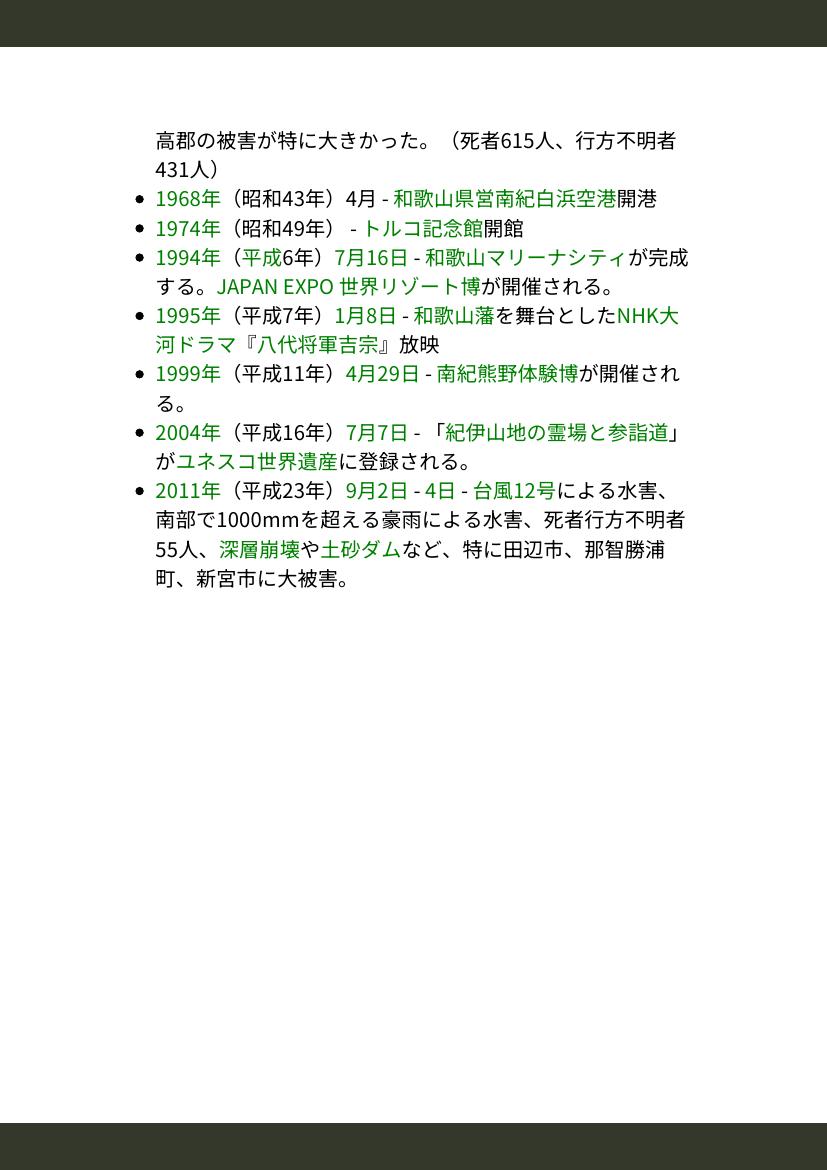 高郡の被害が特に大きかった。（死者615人、行方不明者
431人）
• 1968年（昭和43年）4月 - 和歌山県営南紀白浜空港開港
• 1974年（昭和49年） - トルコ記念館開館
• 1994年（平成6年）7月16日 - 和歌山マリーナシティが完成
する。JAPAN EXPO 世界リゾート博が開催される。
• 1995年（平成7年）1月8日 - 和歌山藩を舞台としたNHK大
河ドラマ『八代将軍吉宗』放映
• 1999年（平成11年）4月29日 - 南紀熊野体験博が開催され
る。
• 2004年（平成16年）7月7日 - 「紀伊山地の霊場と参詣道」
がユネスコ世界遺産に登録される。
• 2011年（平成23年）9月2日 - 4日 - 台風12号による水害、
南部で1000mmを超える豪雨による水害、死者行方不明者
55人、深層崩壊や土砂ダムなど、特に田辺市、那智勝浦
町、新宮市に大被害。